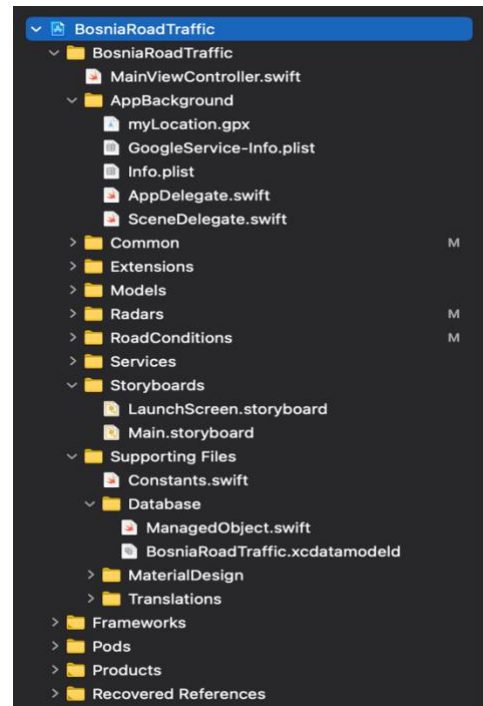 BosniaRoadTraffic
BosniaRoadTraffic
MainViewController.swift
AppBackground
myLocation.gpx
GoogleService-Info.plist
Info.plist
AppDelegate.swift
SceneDelegate.swift
Common M
Extensions
Models
Radars M
RoadConditions M
Services
Storyboards
LaunchScreen.storyboard
Main.storyboard
Supporting Files
Constants.swift
Database
ManagedObject.swift
BosniaRoadTraffic.xcdatamodeld
MaterialDesign
Translations
Frameworks
Pods
Products
Recovered References